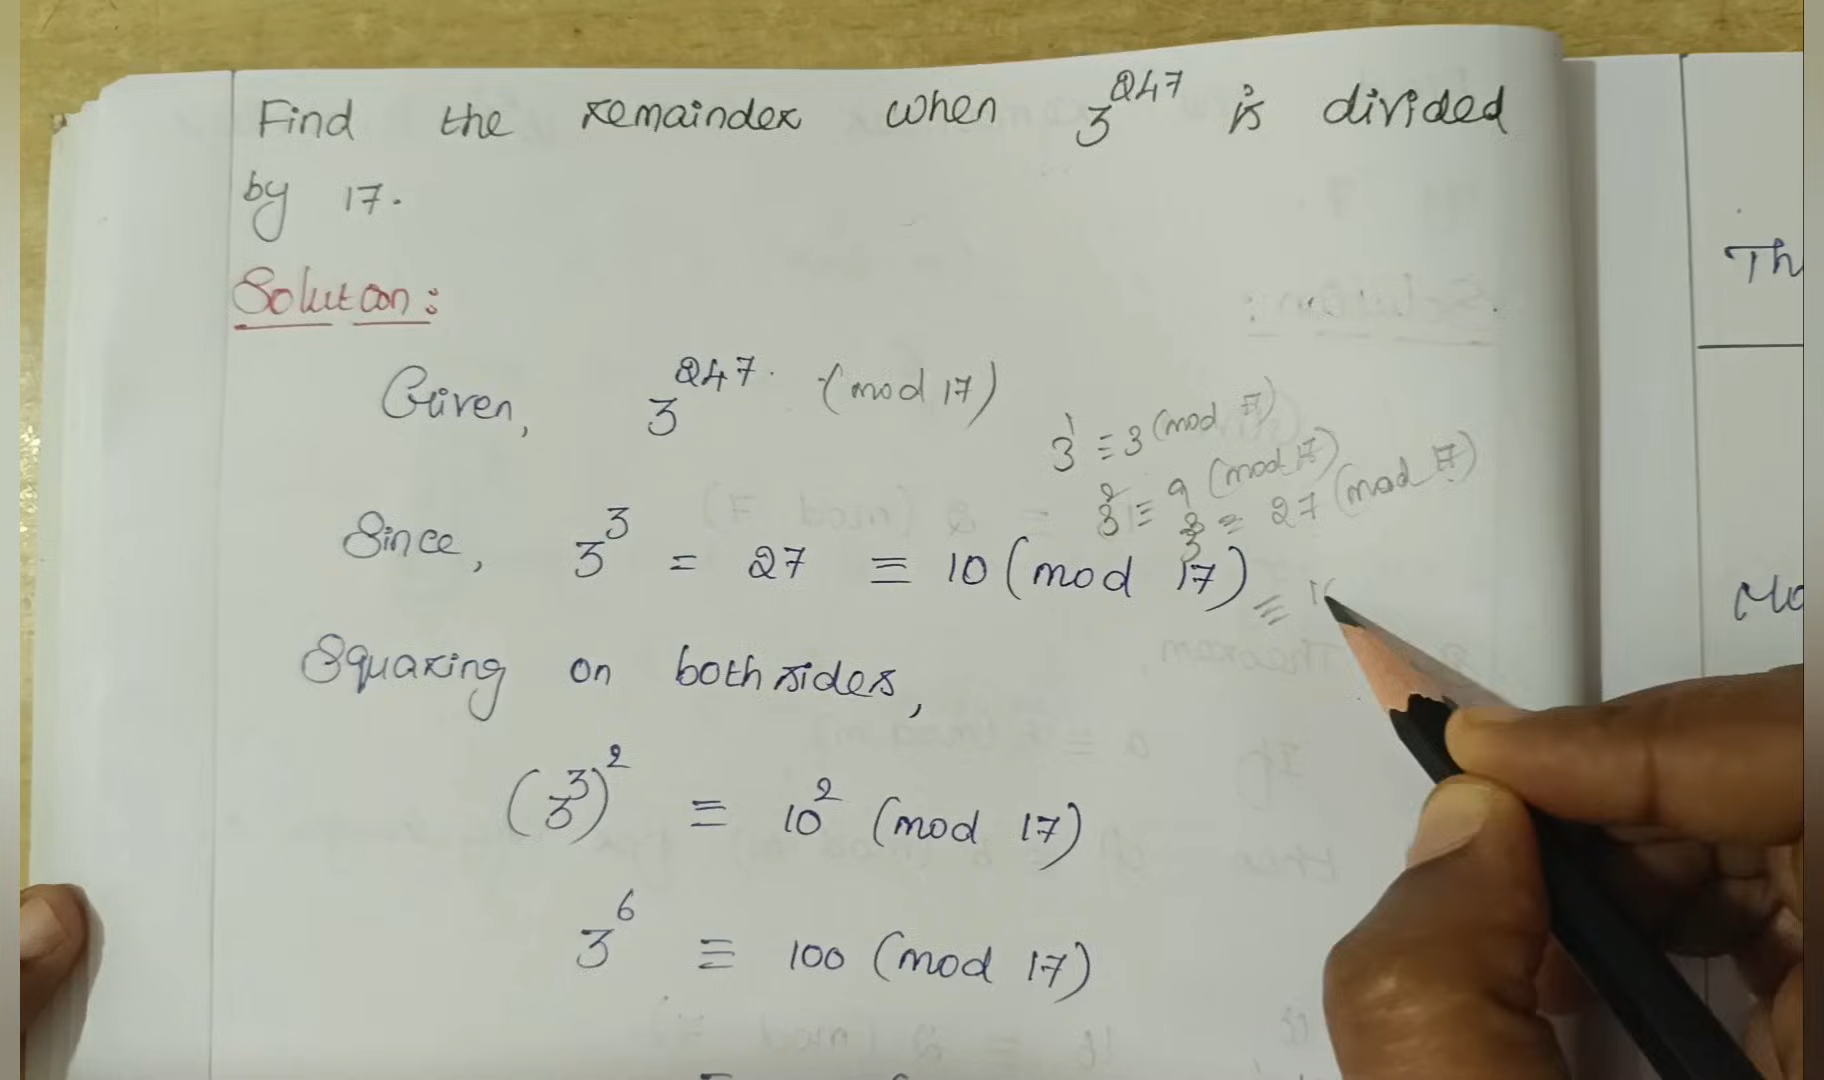 Find the remainder when 3^247 is divided
by 17.
Solution:
Given, 3^247. (mod 17)
3^1 ≡ 3 (mod 17)
3^2 ≡ 9 (mod 17)
3^3 = 27 (mod 17)
Since, 3^3 = 27 ≡ 10 (mod 17)
≡
Squaring on both sides,
(3^3)^2 ≡ 10^2 (mod 17)
3^6 ≡ 100 (mod 17)
Th